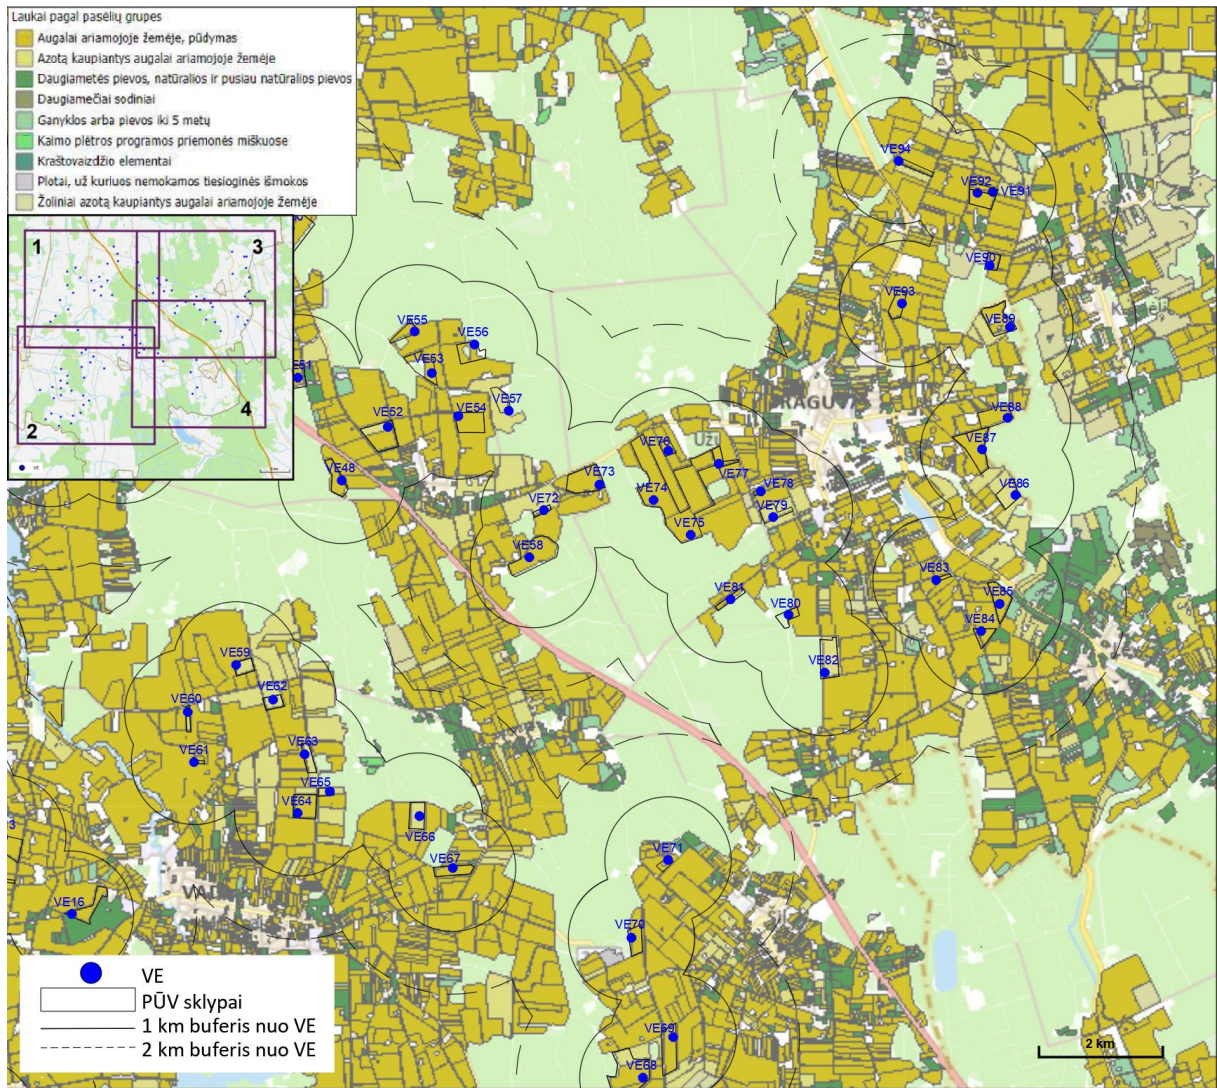 Laukai pagal pasėlių grupes
Augalai ariamojoje žemėje, pūdymas
Azotą kaupiantys augalai ariamojoje žemėje
Daugiametės pievos, natūralios ir pusiau natūralios pievos
Daugiamečiai sodiniai
Ganyklos arba pievos iki 5 metų
Kaimo plėtros programos priemonės miškuose
Kraštovaizdžio elementai
Plotai, už kuriuos nemokamos tiesioginės išmokos
Žoliniai azotą kaupiantys augalai ariamojoje žemėje
1
3
2
4
VE94
VE92
VE91
VE90
VE93
VE89
VE55
VE56
VE53
VE51
VE57
VE54
VE52
VE48
RAGUV
Užu
VE88
VE87
VE86
VE76
VE77
VE73
VE74
VE78
VE79
VE72
VE75
VE58
VE83
VE81
VE85
VE80
VE84
VE82
VE59
VE62
VE60
VE63
VE61
VE65
VE64
VE66
VE67
VE71
VE16
VE70
VE69
VE68
VE
PŪV sklypai
1 km buferis nuo VE
2 km buferis nuo VE
2 km